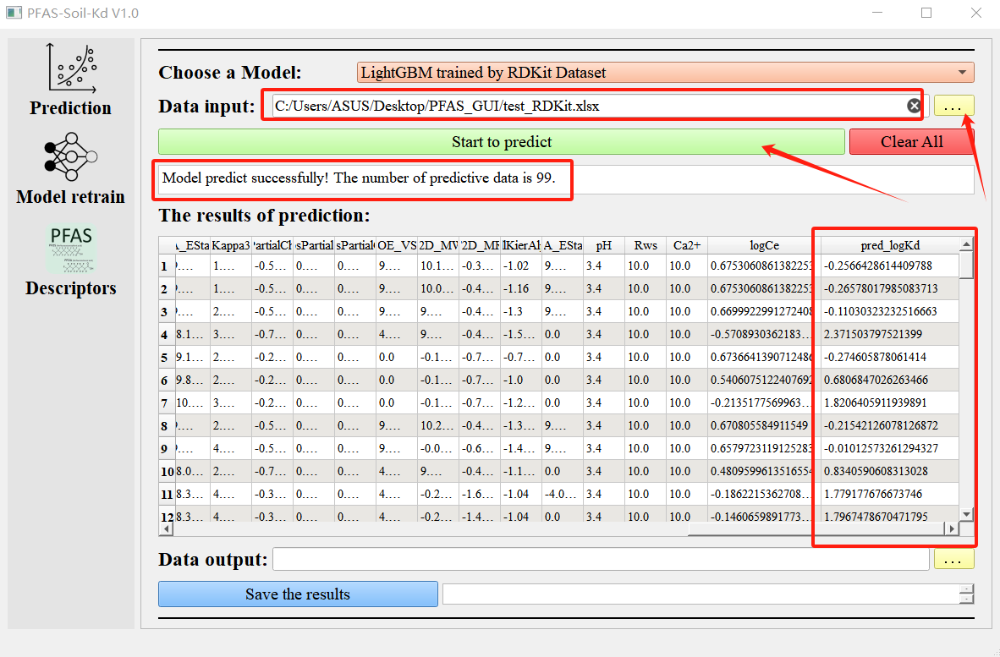 PFAS-Soil-Kd V1.0
Prediction
Model retrain
PFAS
Descriptors
Choose a Model: LightGBM trained by RDKit Dataset
Data input: C:/Users/ASUS/Desktop/PFAS_GUI/test_RDKit.xlsx ...
Start to predict Clear All
Model predict successfully! The number of predictive data is 99.
The results of prediction:
A_ESta Kappa3 PartialCh sPartial sPartial OE_VS 2D_MW 2D_MR lKierAl A_ESta pH Rws Ca2+ logCe pred_logKd
1 ... 1.... -0.5... 0.... 0.... 9.... 10.1... -0.3... -1.02 9.... 3.4 10.0 10.0 0.6753060861382253 -0.2566428614409788
2 ... 1.... -0.5... 0.... 0.... 9.... 10.0... -0.4... -1.16 9.... 3.4 10.0 10.0 0.6753060861382253 -0.26578017985083713
3 ... 2.... -0.5... 0.... 0.... 9.... 9.... -0.4... -1.3 9.... 3.4 10.0 10.0 0.6699922991272408 -0.11030323232516663
4 8.1... 3.... -0.7... 0.... 0.... 4.... 9.... -0.4... -1.5... 0.0 3.4 10.0 10.0 -0.5708930362183... 2.371503797521399
5 9.1... 2.... -0.2... 0.... 0.... 0.0 -0.1... -0.7... -0.7... 0.0 3.4 10.0 10.0 0.6736641390712486 -0.274605878061414
6 9.8... 2.... -0.2... 0.... 0.... 0.0 -0.1... -0.7... -1.0 0.0 3.4 10.0 10.0 0.5406075122407692 0.6806847026263466
7 10.... 3.... -0.2... 0.... 0.... 0.0 -0.1... -0.7... -1.2... 0.0 3.4 10.0 10.0 -0.2135177569963... 1.8206405911939891
8 ... 2.... -0.5... 0.... 0.... 9.... 10.2... -0.4... -1.3... 9.... 3.4 10.0 10.0 0.670805584911549 -0.21542126078126872
9 ... 4.... -0.5... 0.... 0.... 9.... -0.0... -0.6... -1.4... 9.... 3.4 10.0 10.0 0.6579723119125283 -0.01012573261294327
10 8.0... 2.... -0.7... 0.... 0.... 4.... 9.... -0.4... -1.1... 0.0 3.4 10.0 10.0 0.4809599613516554 0.8340590608313028
11 8.3... 4.... -0.3... 0.... 0.... 4.... -0.2... -1.6... -1.04 -4.0... 3.4 10.0 10.0 -0.1862215362708... 1.779177676673746
12 8.3... 4.... -0.3... 0.... 0.... 4.... -0.2... -1.4... -1.04 0.0 3.4 10.0 10.0 -0.1460659891773... 1.7967478670471795
Data output: ...
Save the results